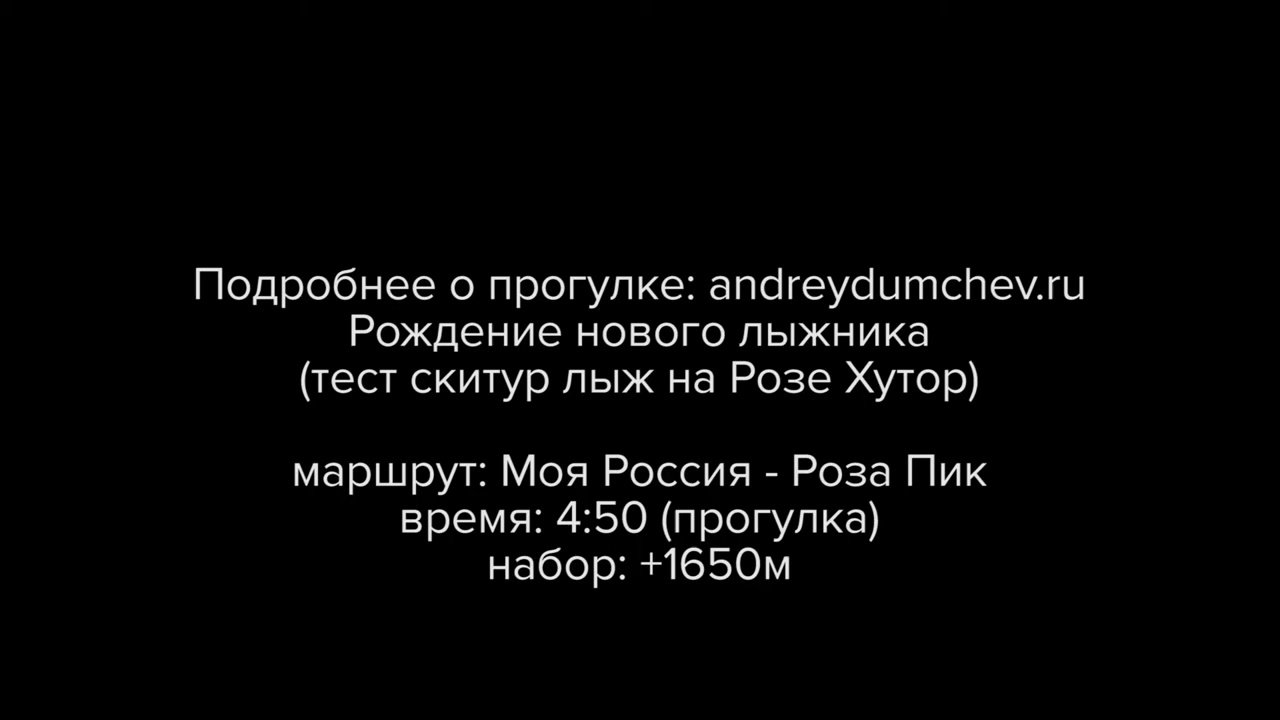 Подробнее о прогулке: andreydumchev.ru
Рождение нового лыжника
(тест скитур лыж на Розе Хутор)
маршрут: Моя Россия - Роза Пик
время: 4:50 (прогулка)
набор: +1650м